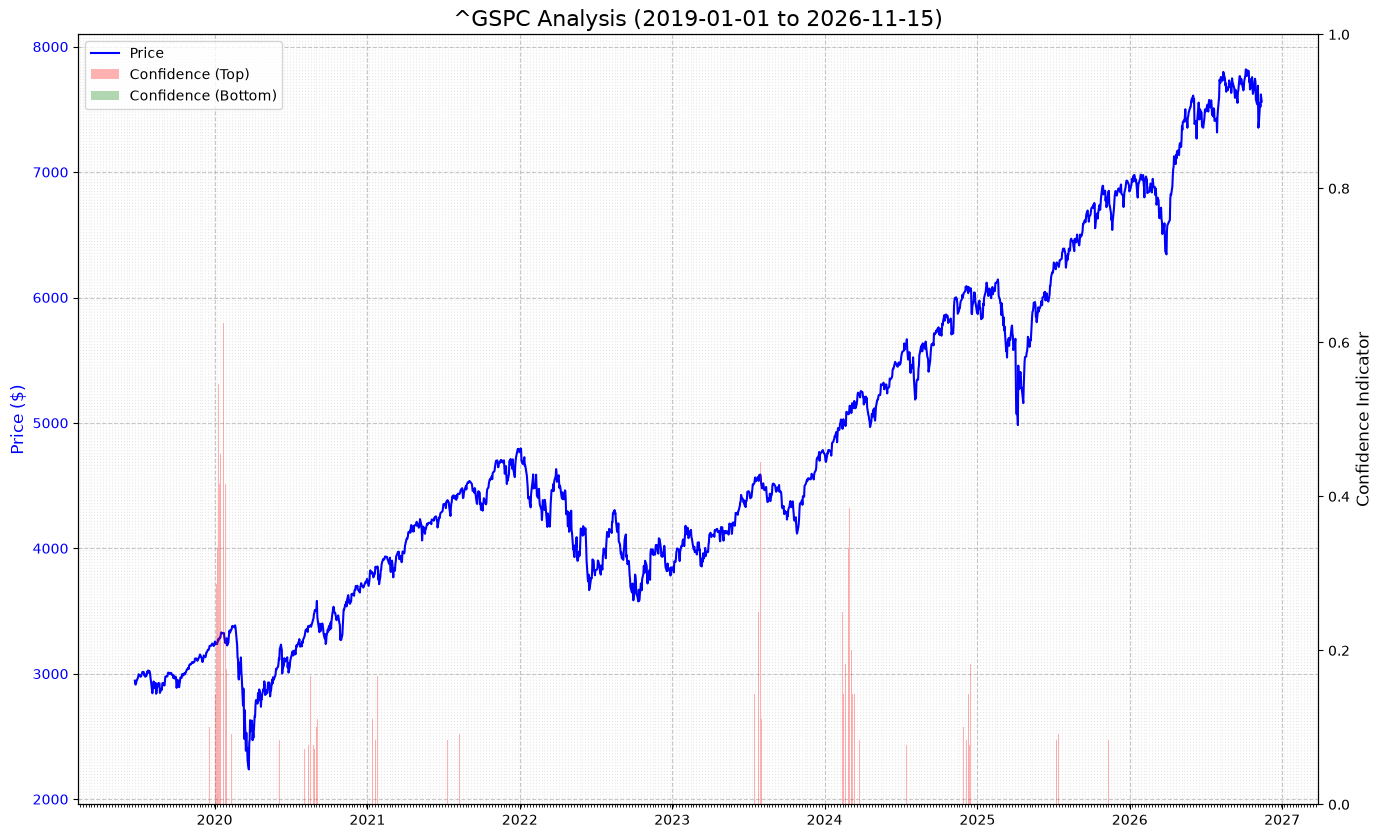 ^GSPC Analysis (2019-01-01 to 2026-11-15)
Price
Confidence (Top)
Confidence (Bottom)
8000
7000
6000
5000
4000
3000
2000
Price ($)
1.0
0.8
0.6
0.4
0.2
0.0
Confidence Indicator
2020 2021 2022 2023 2024 2025 2026 2027